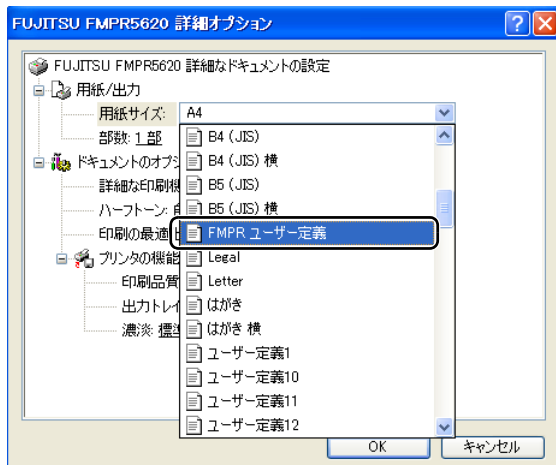 FUJITSU FMPR5620 詳細オプション
FUJITSU FMPR5620 詳細なドキュメントの設定
用紙/出力
用紙サイズ: A4
部数: 1 部
B4 (JIS)
B4 (JIS) 横
ドキュメントのオプシ
詳細な印刷機
B5 (JIS)
ハーフトーン:
B5 (JIS) 横
印刷の最適
FMPR ユーザー定義
プリンタの機能
Legal
印刷品質
Letter
出力トレイ
はがき
濃淡: 標準
はがき 横
ユーザー定義1
ユーザー定義10
ユーザー定義11
ユーザー定義12
OK キャンセル